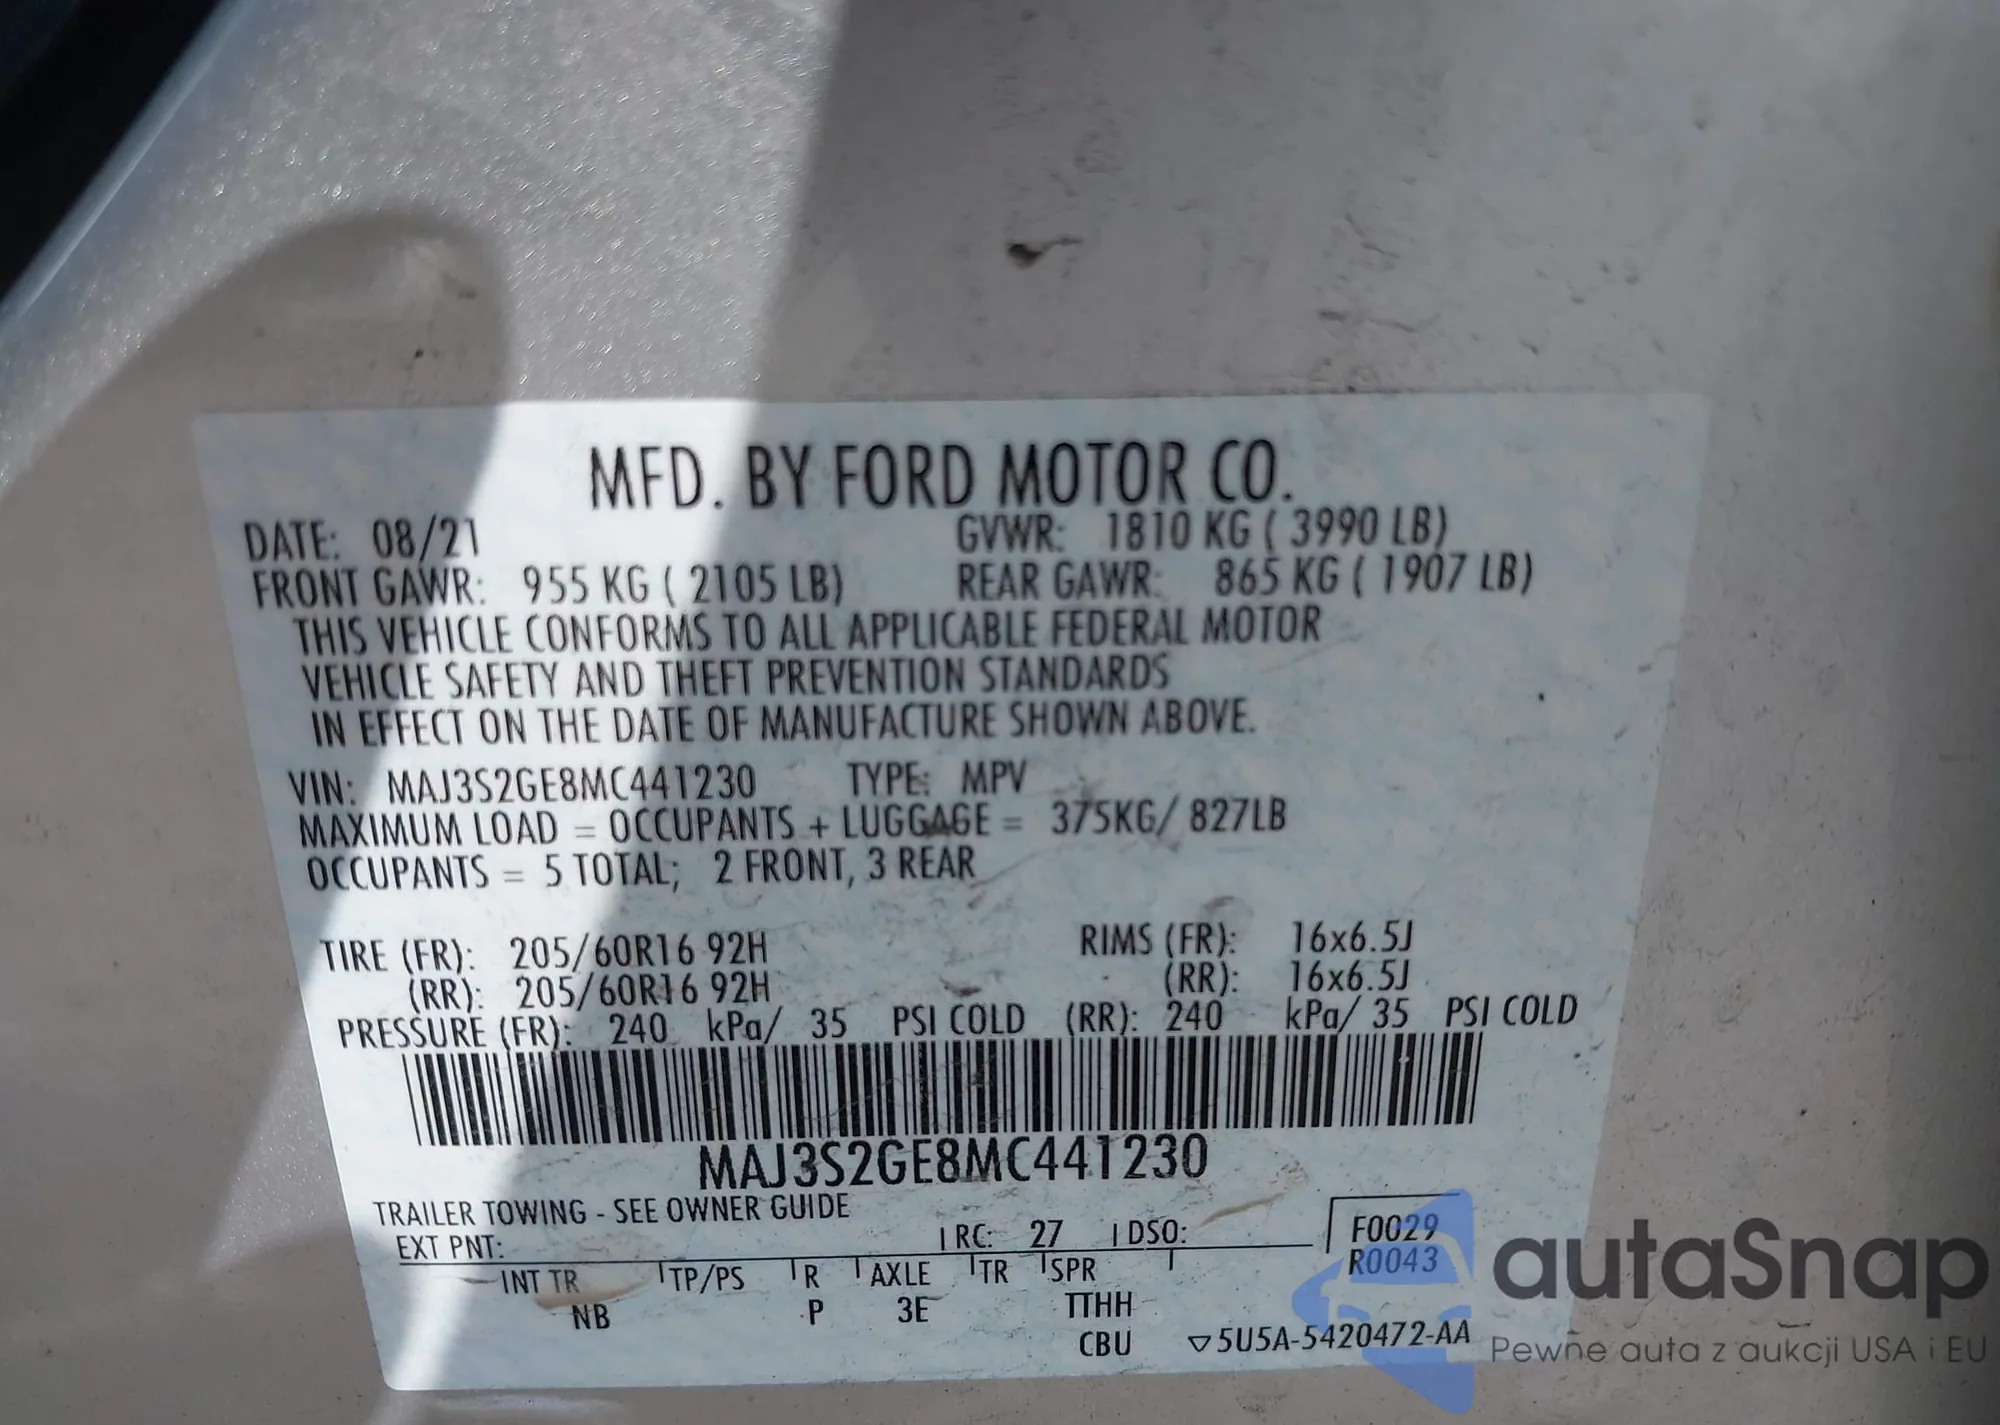 MFD. BY FORD MOTOR CO.
DATE: 08/21 GVWR: 1810 KG ( 3990 LB)
FRONT GAWR: 955 KG ( 2105 LB) REAR GAWR: 865 KG ( 1907 LB)
THIS VEHICLE CONFORMS TO ALL APPLICABLE FEDERAL MOTOR
VEHICLE SAFETY AND THEFT PREVENTION STANDARDS
IN EFFECT ON THE DATE OF MANUFACTURE SHOWN ABOVE.
VIN: MAJ3S2GE8MC441230 TYPE: MPV
MAXIMUM LOAD = OCCUPANTS + LUGGAGE = 375KG/ 827LB
OCCUPANTS = 5 TOTAL; 2 FRONT, 3 REAR
TIRE (FR): 205/60R16 92H RIMS (FR): 16x6.5J
(RR): 205/60R16 92H (RR): 16x6.5J
PRESSURE (FR): 240 kPa/ 35 PSI COLD (RR): 240 kPa/ 35 PSI COLD
MAJ3S2GE8MC441230
TRAILER TOWING - SEE OWNER GUIDE
EXT PNT: RC: 27 DSO: F0029
R0043
INT TR TP/PS R AXLE TR SPR
NB P 3E TTHH
CBU ▽5U5A-5420472-AA
autaSnap
Pewne auta z aukcji USA i EU